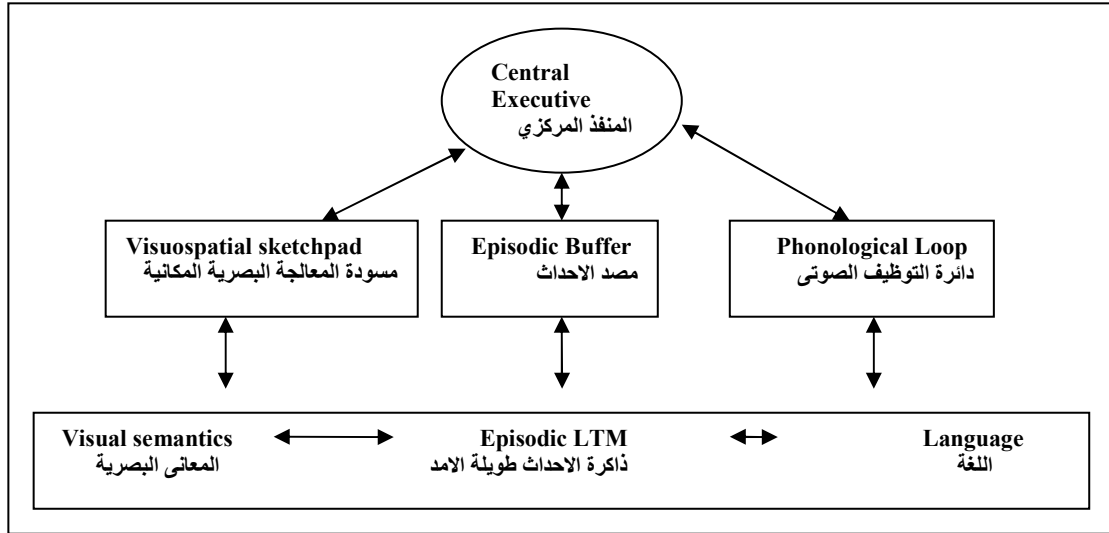 Central
Executive
المنفذ المركزي
Visuospatial sketchpad
مسودة المعالجة البصرية المكانية
Episodic Buffer
مصد الاحداث
Phonological Loop
دائرة التوظيف الصوتى
Visual semantics
المعانى البصرية
Episodic LTM
ذاكرة الاحداث طويلة الامد
Language
اللغة